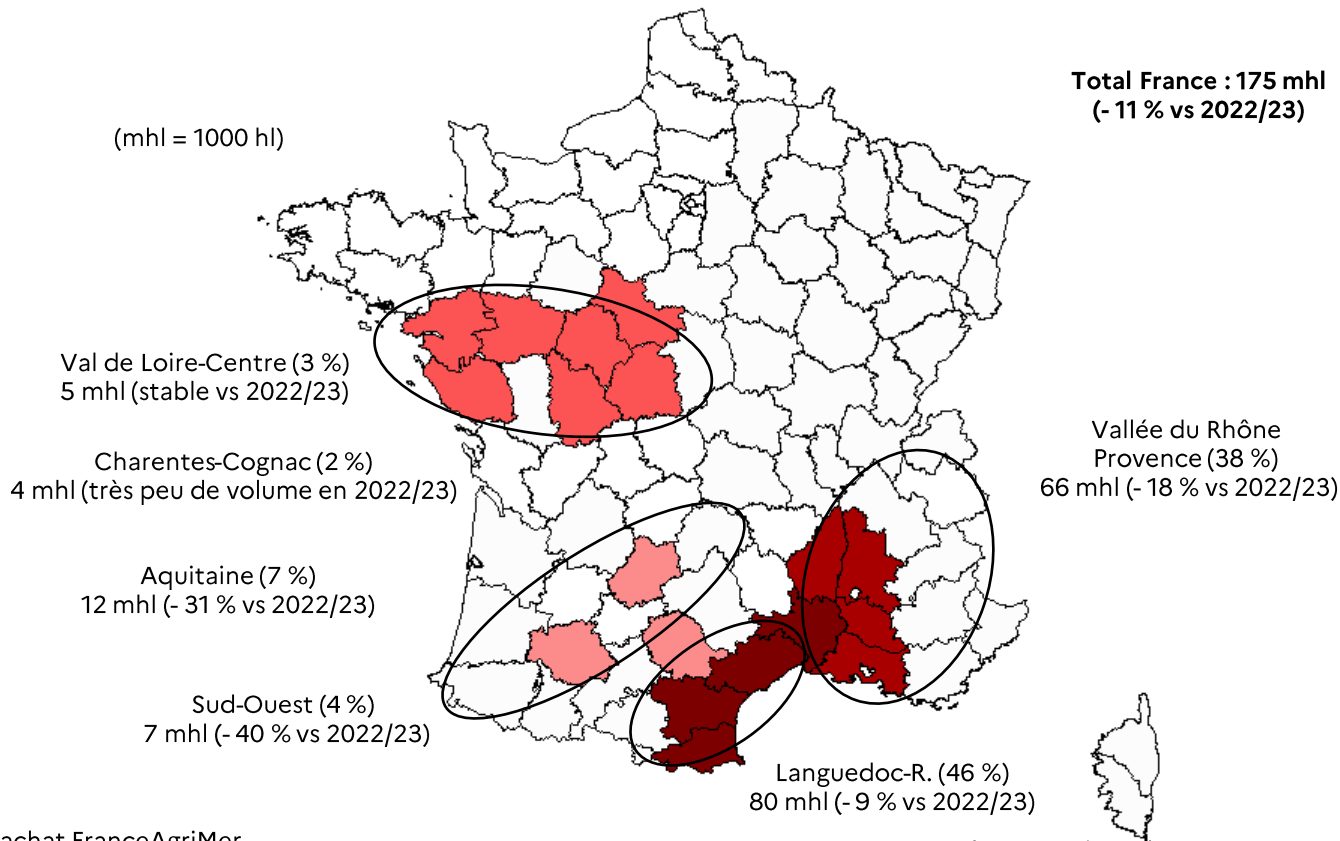 Total France : 175 mhl
(- 11 % vs 2022/23)
(mhl = 1000 hl)
Val de Loire-Centre (3 %)
5 mhl (stable vs 2022/23)
Charentes-Cognac (2 %)
4 mhl (très peu de volume en 2022/23)
Vallée du Rhône
Provence (38 %)
66 mhl (- 18 % vs 2022/23)
Aquitaine (7 %)
12 mhl (- 31 % vs 2022/23)
Sud-Ouest (4 %)
7 mhl (- 40 % vs 2022/23)
Languedoc-R. (46 %)
80 mhl (- 9 % vs 2022/23)
achat FranceAgriMer